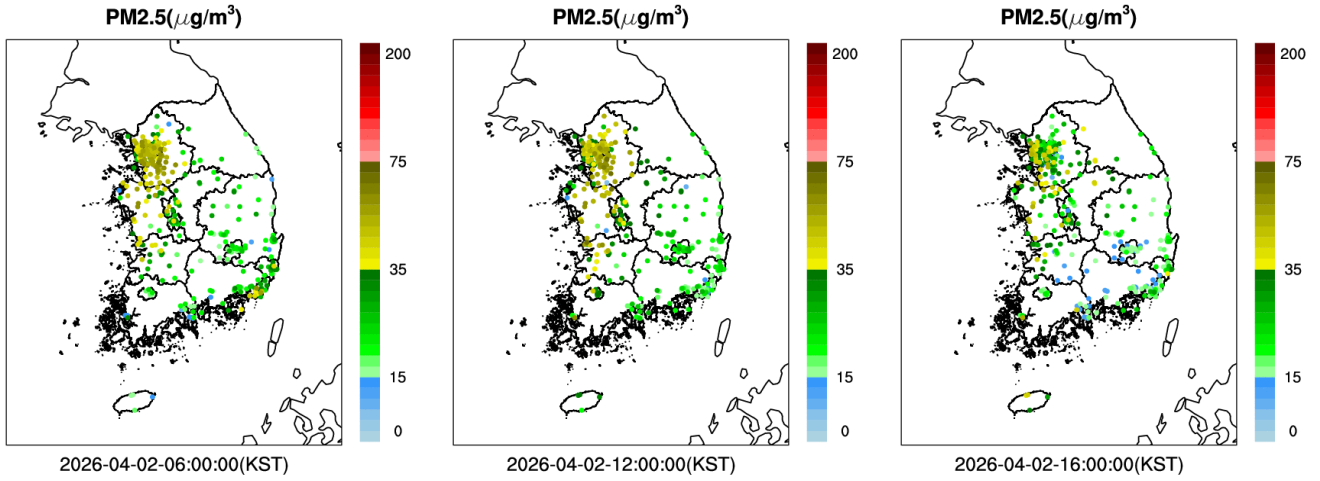 PM2.5(μg/m³) PM2.5(μg/m³) PM2.5(μg/m³)
200 200 200
75 75 75
35 35 35
15 15 15
0 0 0
2026-04-02-06:00:00(KST) 2026-04-02-12:00:00(KST) 2026-04-02-16:00:00(KST)